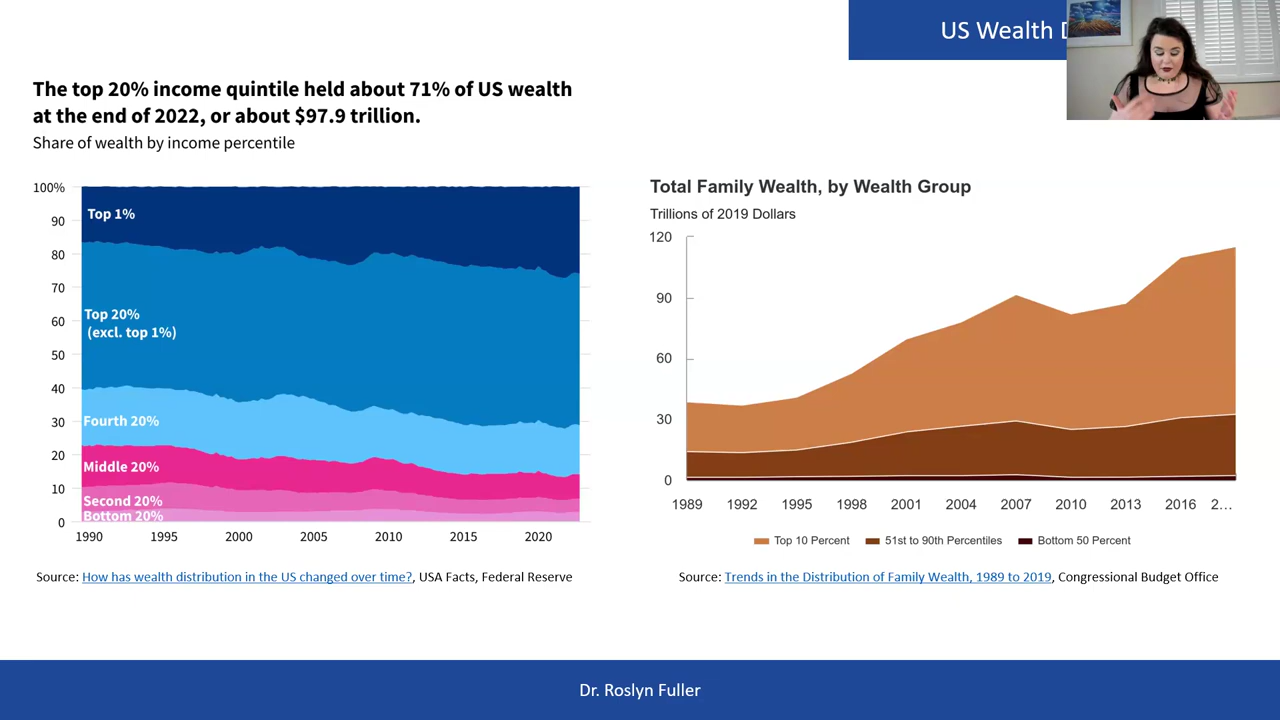 US Wealth
The top 20% income quintile held about 71% of US wealth
at the end of 2022, or about $97.9 trillion.
Share of wealth by income percentile
100%
90
80
70
60
50
40
30
20
10
0
Top 1%
Top 20%
(excl. top 1%)
Fourth 20%
Middle 20%
Second 20%
Bottom 20%
1990 1995 2000 2005 2010 2015 2020
Source: How has wealth distribution in the US changed over time?, USA Facts, Federal Reserve
Total Family Wealth, by Wealth Group
Trillions of 2019 Dollars
120
90
60
30
0
1989 1992 1995 1998 2001 2004 2007 2010 2013 2016 2…
Top 10 Percent 51st to 90th Percentiles Bottom 50 Percent
Source: Trends in the Distribution of Family Wealth, 1989 to 2019, Congressional Budget Office
Dr. Roslyn Fuller